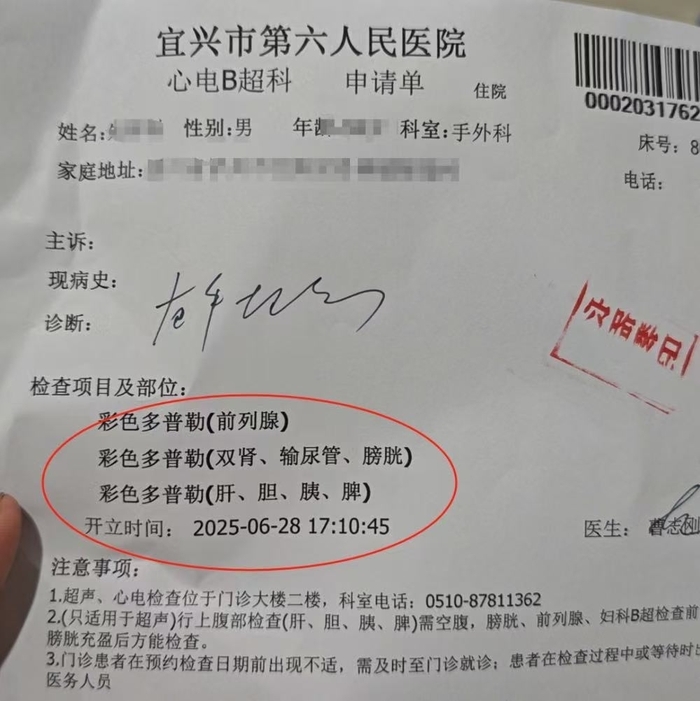 宜兴市第六人民医院
心电B超科 申请单 住院
0002031762
姓名: 性别:男 年龄 科室:手外科
床号:8
家庭地址:
电话:
主诉:
现病史:
诊断:
检查项目及部位:
彩色多普勒(前列腺)
彩色多普勒(双肾、输尿管、膀胱)
彩色多普勒(肝、胆、胰、脾)
开立时间: 2025-06-28 17:10:45
医生: 曹志刚
注意事项:
1.超声、心电检查位于门诊大楼二楼，科室电话：0510-87811362
2.(只适用于超声)行上腹部检查(肝、胆、胰、脾)需空腹，膀胱、前列腺、妇科B超检查前
膀胱充盈后方能检查。
3.门诊患者在预约检查日期前出现不适，需及时至门诊就诊；患者在检查过程中或等待时出
医务人员